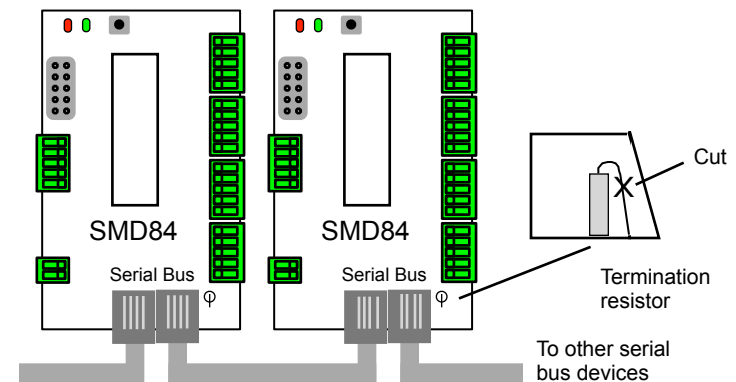 SMD84
Serial Bus
SMD84
Serial Bus
Cut
Termination
resistor
To other serial
bus devices